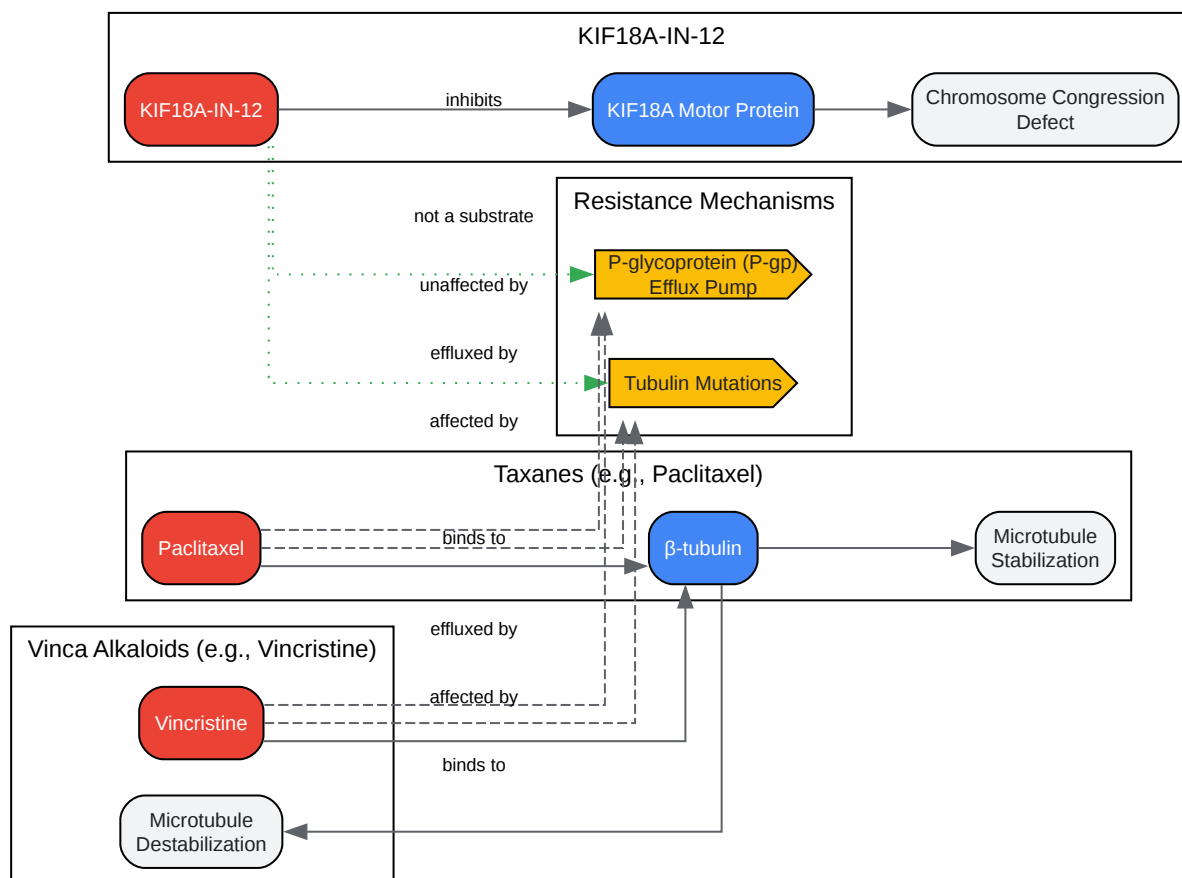 KIF18A-IN-12
KIF18A-IN-12
inhibits
KIF18A Motor Protein
Chromosome Congression
Defect
Resistance Mechanisms
not a substrate
P-glycoprotein (P-gp)
Efflux Pump
unaffected by
effluxed by
Tubulin Mutations
affected by
Taxanes (e.g., Paclitaxel)
Paclitaxel
binds to
β-tubulin
Microtubule
Stabilization
effluxed by
Vinca Alkaloids (e.g., Vincristine)
affected by
Vincristine
binds to
Microtubule
Destabilization